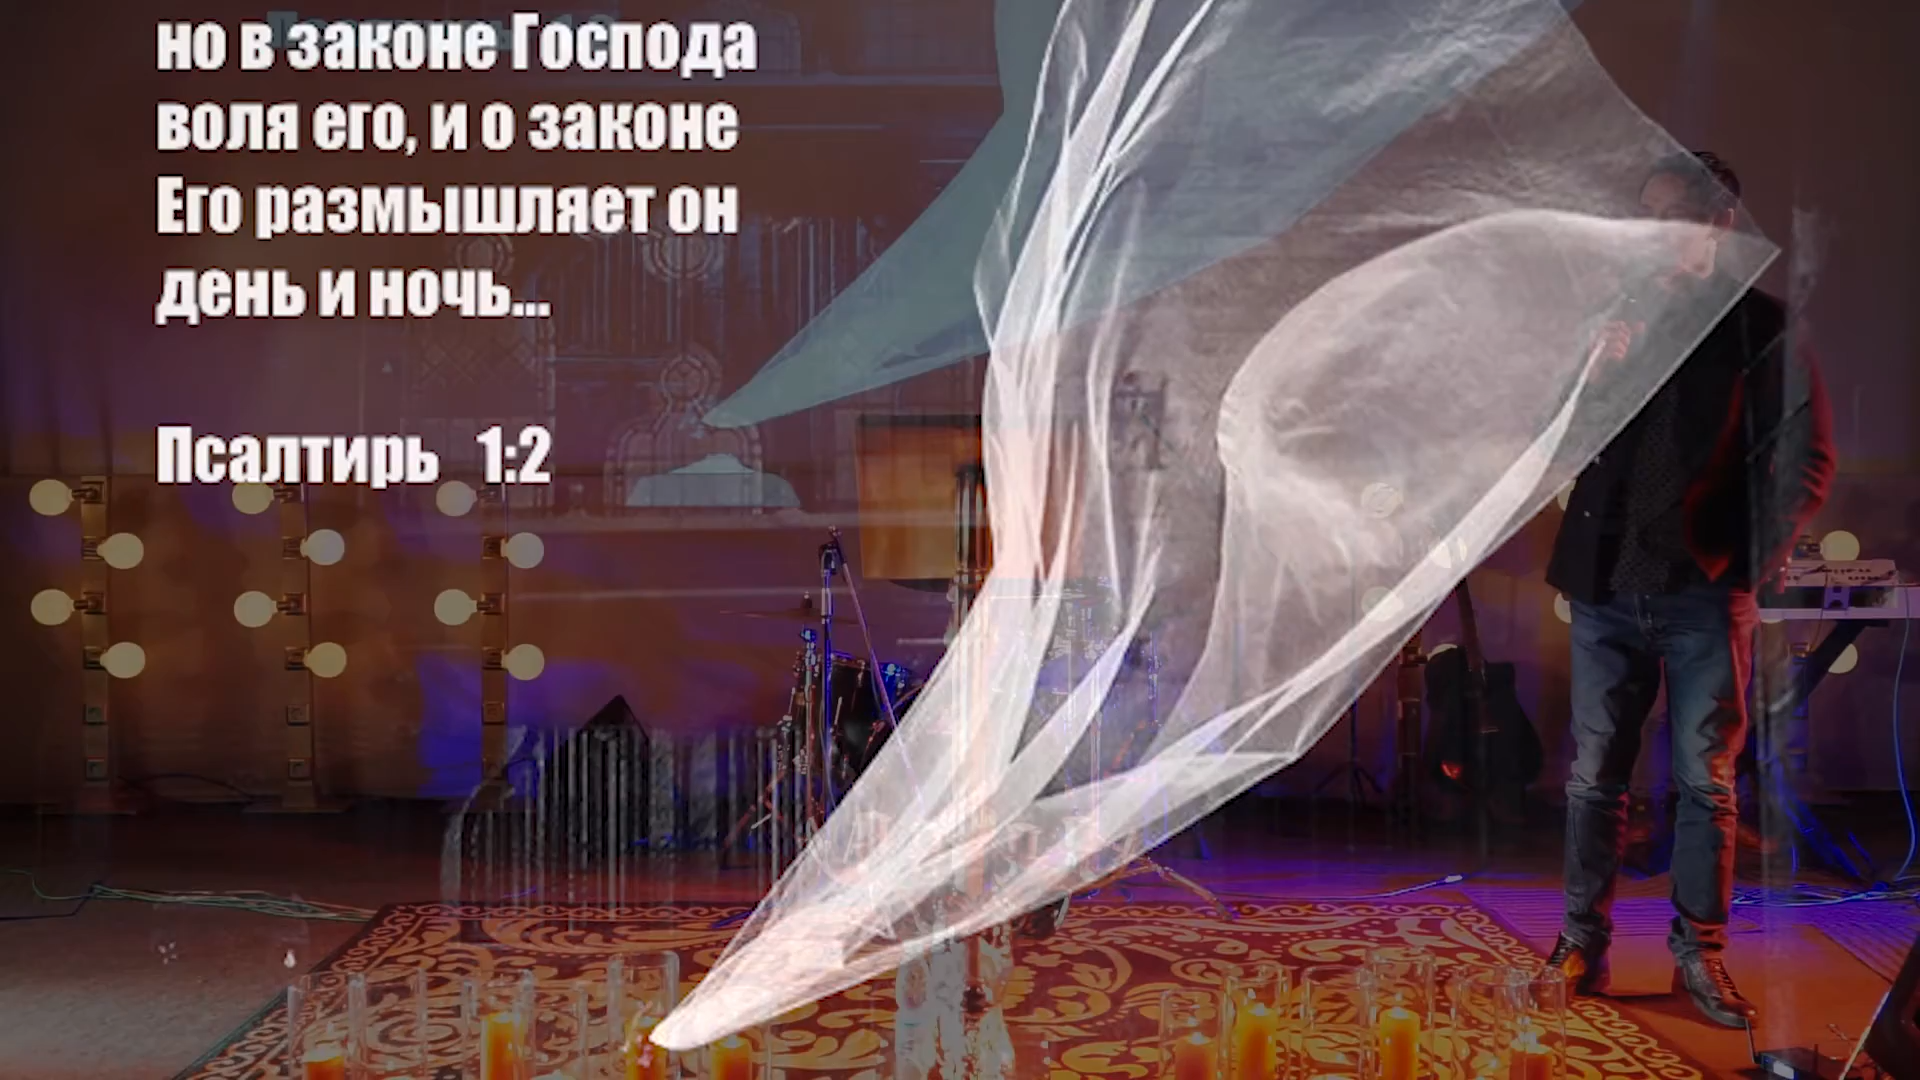 но в законе Господа
воля его, и о законе
Его размышляет он
день и ночь...
Псалтирь 1:2